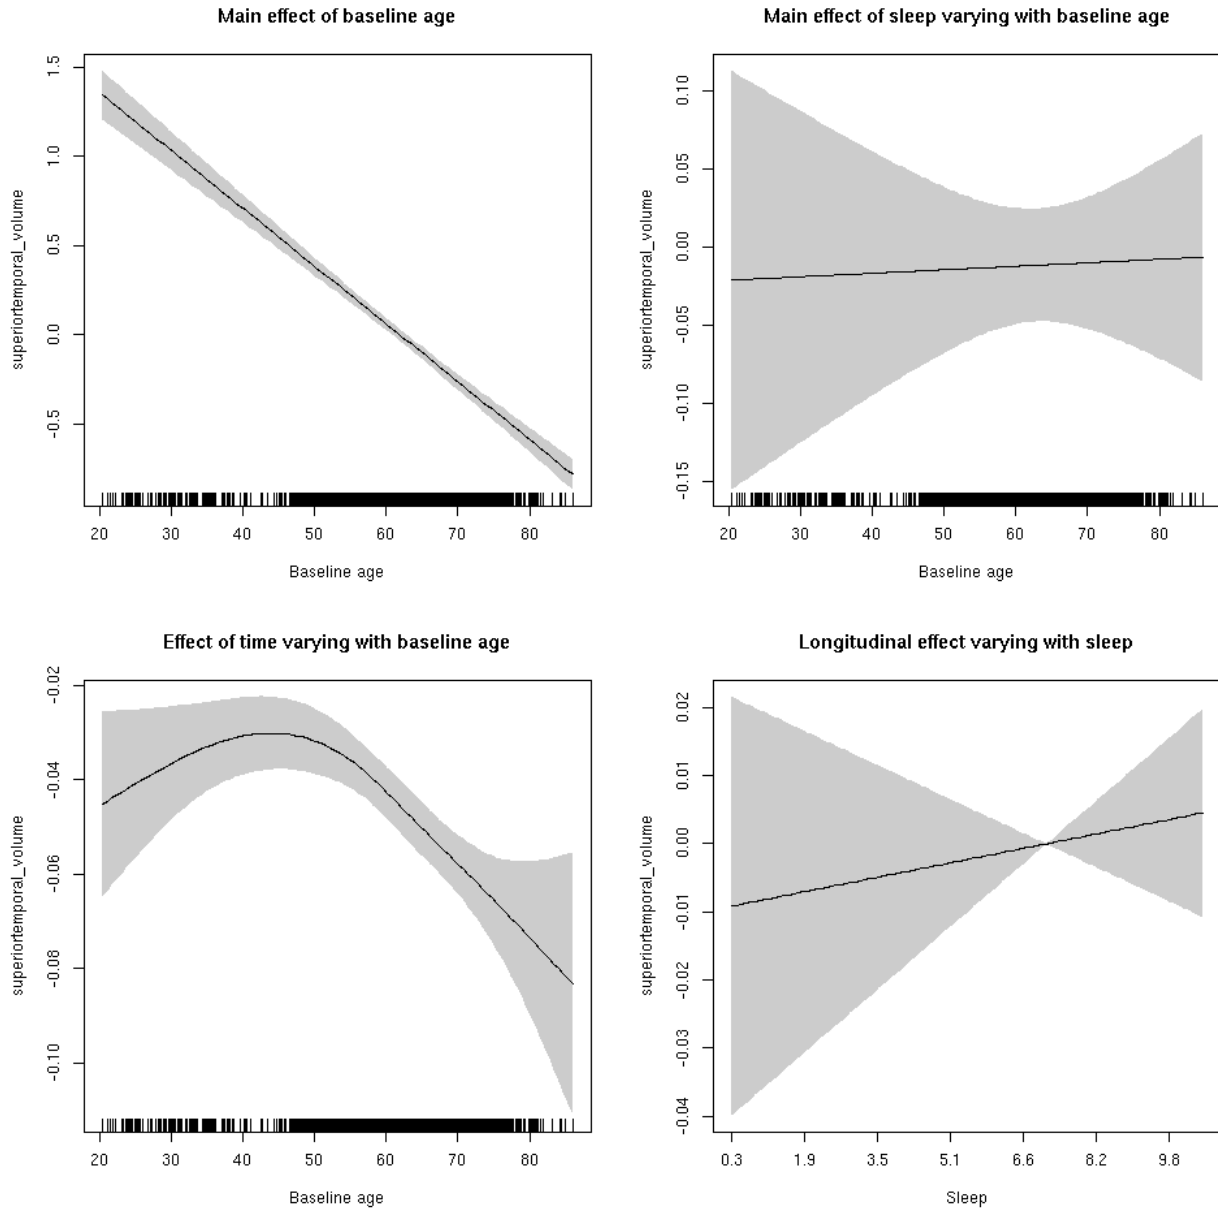 Main effect of baseline age
superiortemporal_volume
1.5
1.0
0.5
0.0
-0.5
20 30 40 50 60 70 80
Baseline age
Main effect of sleep varying with baseline age
superiortemporal_volume
0.10
0.05
0.00
-0.05
-0.10
-0.15
20 30 40 50 60 70 80
Baseline age
Effect of time varying with baseline age
superiortemporal_volume
-0.02
-0.04
-0.06
-0.08
-0.10
20 30 40 50 60 70 80
Baseline age
Longitudinal effect varying with sleep
superiortemporal_volume
0.02
0.01
0.00
-0.01
-0.02
-0.03
-0.04
0.3 1.9 3.5 5.1 6.6 8.2 9.8
Sleep